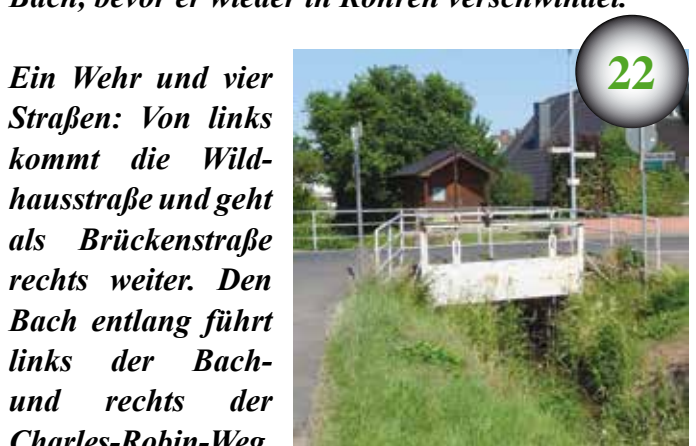 Bach, bevor er wieder in Röhren verschwindet.
22
Ein Wehr und vier
Straßen: Von links
kommt die Wild-
hausstraße und geht
als Brückenstraße
rechts weiter. Den
Bach entlang führt
links der Bach-
und rechts der
Charles-Robin-Weg.